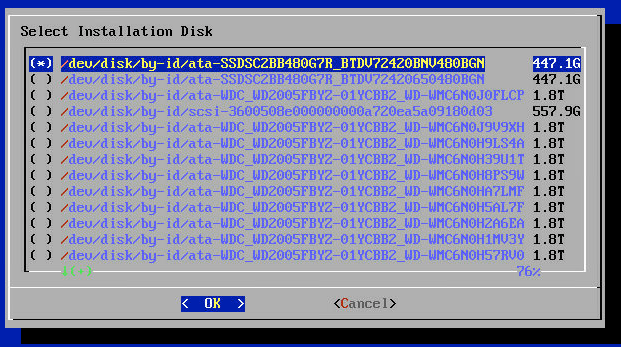 Select Installation Disk
(*) /dev/disk/by-id/ata-SSDSC2BB480G7R_BTDV72420BNV480BGN 447.1G
( ) /dev/disk/by-id/ata-SSDSC2BB480G7R_BTDV72420650480BGN 447.1G
( ) /dev/disk/by-id/ata-WDC_WD2005FBYZ-01YCBB2_WD-WMC6N0J0FLCP 1.8T
( ) /dev/disk/by-id/scsi-3600508e000000000a720ea5a09180d03 557.9G
( ) /dev/disk/by-id/ata-WDC_WD2005FBYZ-01YCBB2_WD-WMC6N0J9V9XH 1.8T
( ) /dev/disk/by-id/ata-WDC_WD2005FBYZ-01YCBB2_WD-WMC6N0H9LS4A 1.8T
( ) /dev/disk/by-id/ata-WDC_WD2005FBYZ-01YCBB2_WD-WMC6N0H39U1T 1.8T
( ) /dev/disk/by-id/ata-WDC_WD2005FBYZ-01YCBB2_WD-WMC6N0H8PS9W 1.8T
( ) /dev/disk/by-id/ata-WDC_WD2005FBYZ-01YCBB2_WD-WMC6N0HA7LMF 1.8T
( ) /dev/disk/by-id/ata-WDC_WD2005FBYZ-01YCBB2_WD-WMC6N0H5AL7F 1.8T
( ) /dev/disk/by-id/ata-WDC_WD2005FBYZ-01YCBB2_WD-WMC6N0H2A6EA 1.8T
( ) /dev/disk/by-id/ata-WDC_WD2005FBYZ-01YCBB2_WD-WMC6N0H1MV3Y 1.8T
( ) /dev/disk/by-id/ata-WDC_WD2005FBYZ-01YCBB2_WD-WMC6N0H57RV0 1.8T
↓(+) 76%
< OK > <Cancel>